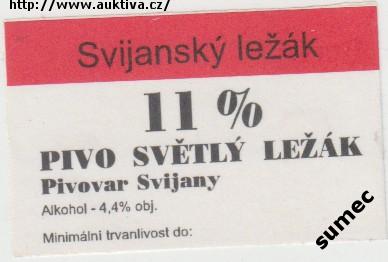 http://www.auktiva.cz/
Svijanský ležák
11 %
PIVO SVĚTLÝ LEŽÁK
Pivovar Svijany
Alkohol - 4,4% obj.
Minimální trvanlivost do:
sumec